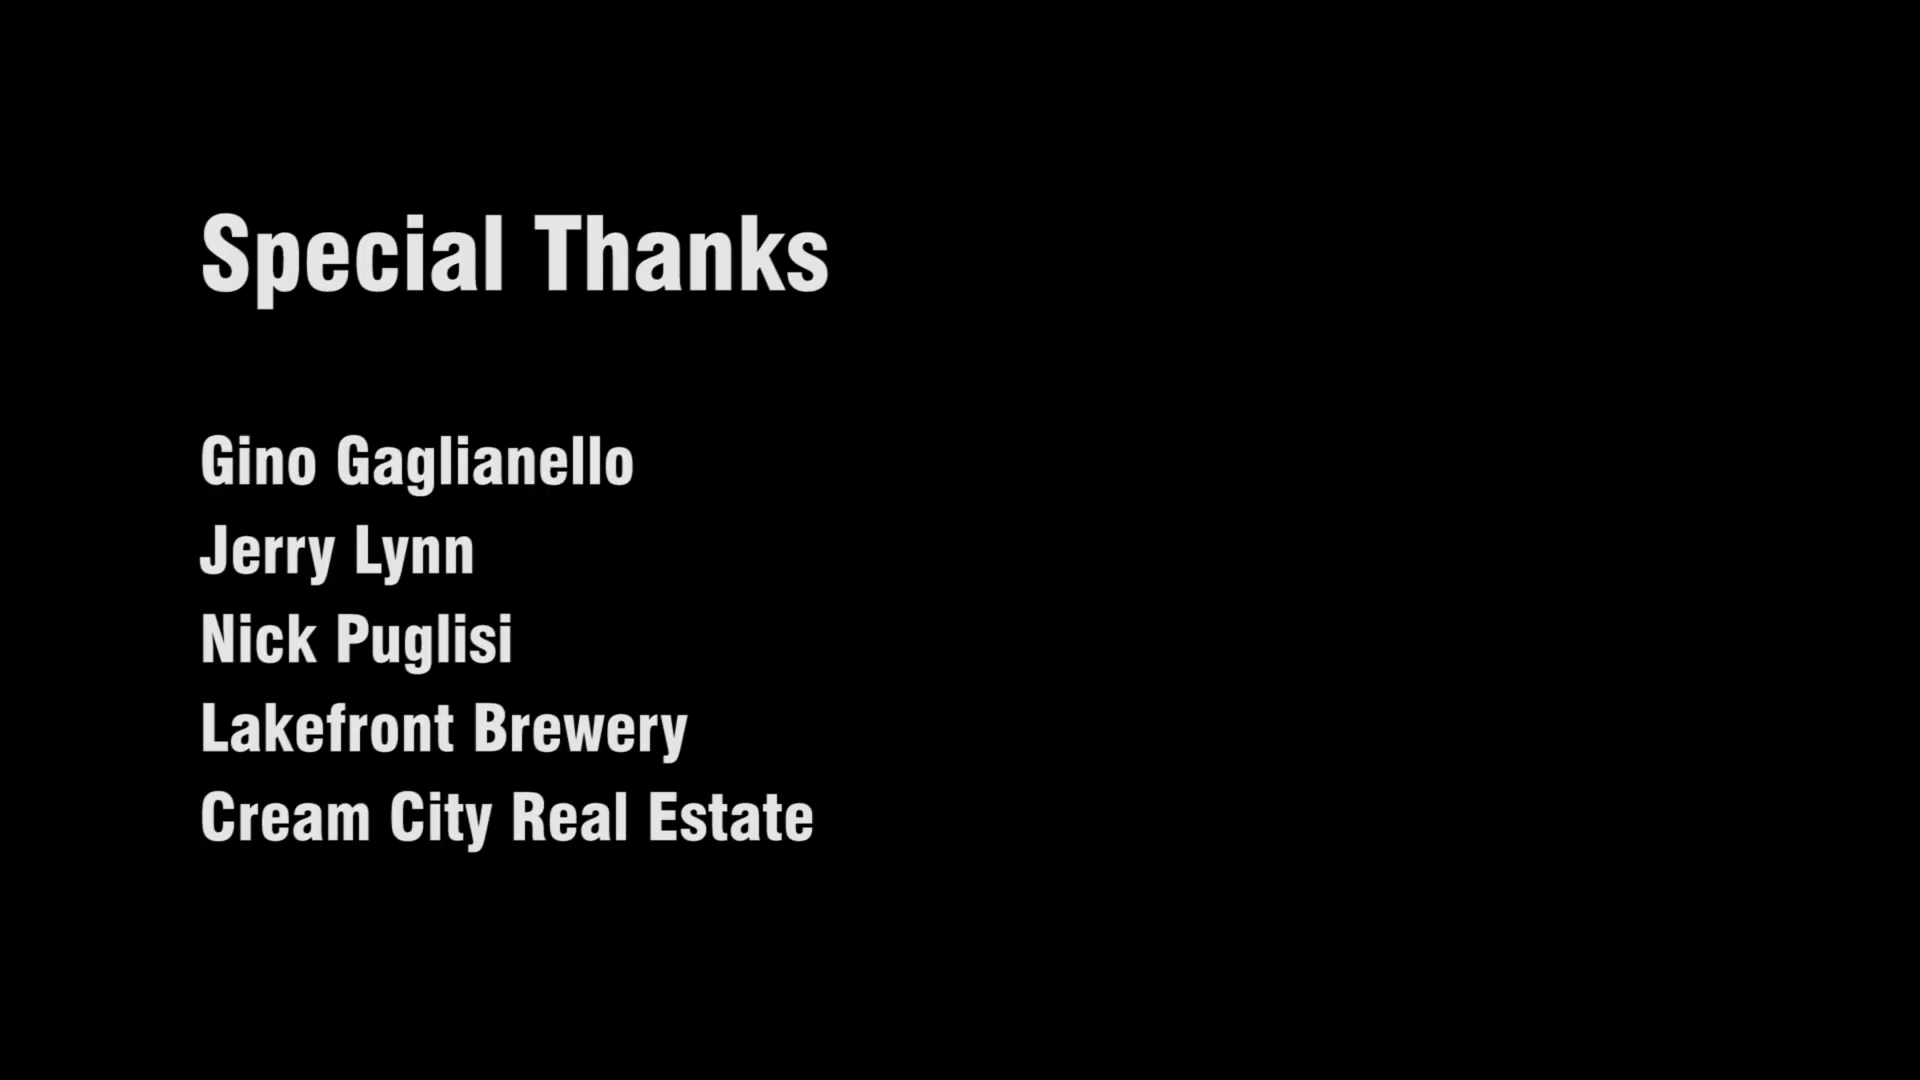 Special Thanks
Gino Gaglianello
Jerry Lynn
Nick Puglisi
Lakefront Brewery
Cream City Real Estate